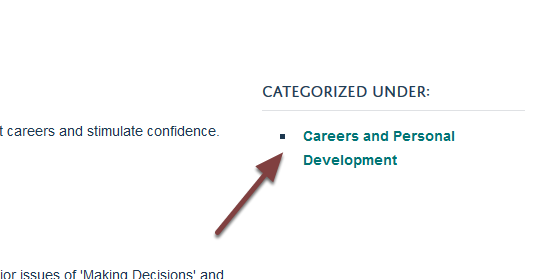 CATEGORIZED UNDER:
t careers and stimulate confidence.
Careers and Personal
Development
ior issues of 'Making Decisions' and